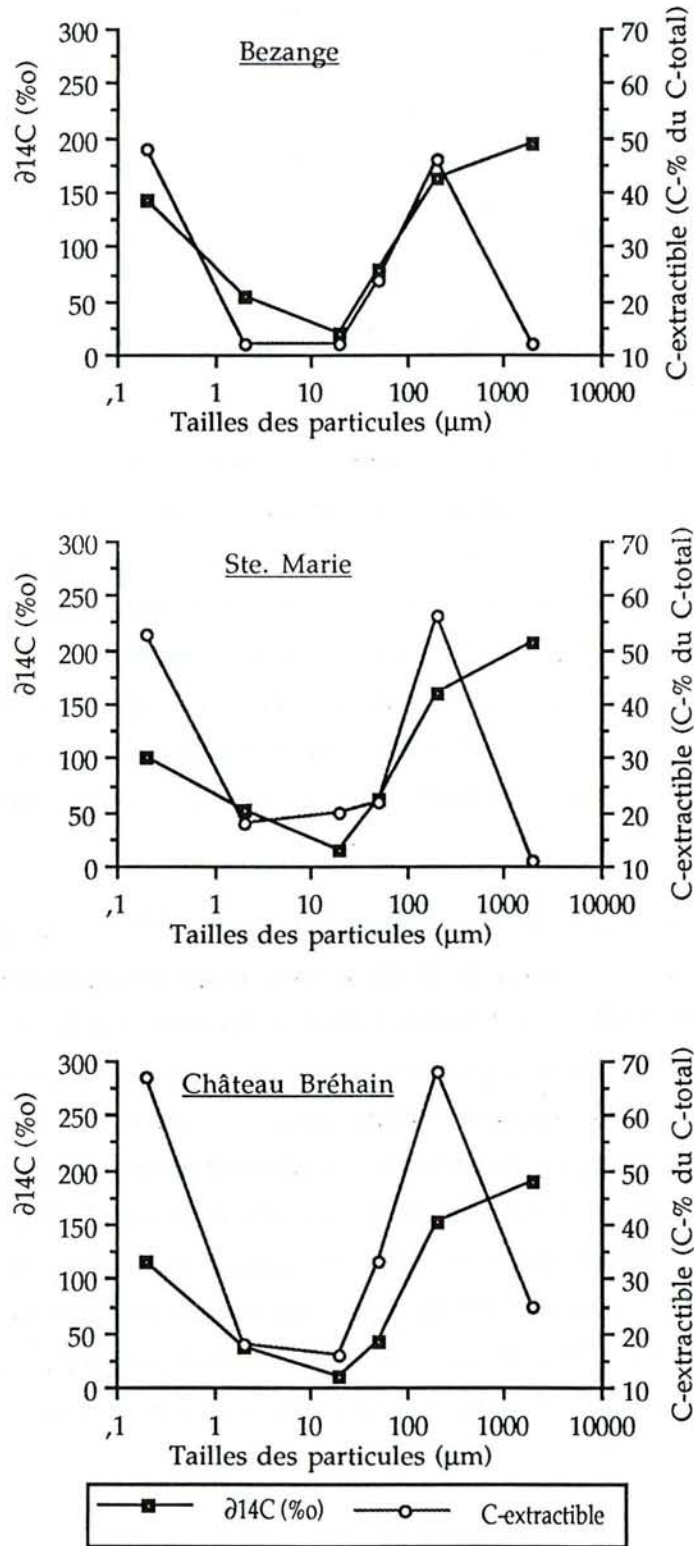 Bezange
∂14C (%o)
300
250
200
150
100
50
0
70
60
50
40
30
20
10
C-extractible (C-% du C-total)
,1 1 10 100 1000 10000
Tailles des particules (µm)
Ste. Marie
∂14C (%o)
300
250
200
150
100
50
0
70
60
50
40
30
20
10
C-extractible (C-% du C-total)
,1 1 10 100 1000 10000
Tailles des particules (µm)
Château Bréhain
∂14C (%o)
300
250
200
150
100
50
0
70
60
50
40
30
20
10
C-extractible (C-% du C-total)
,1 1 10 100 1000 10000
Tailles des particules (µm)
∂14C (%o) C-extractible